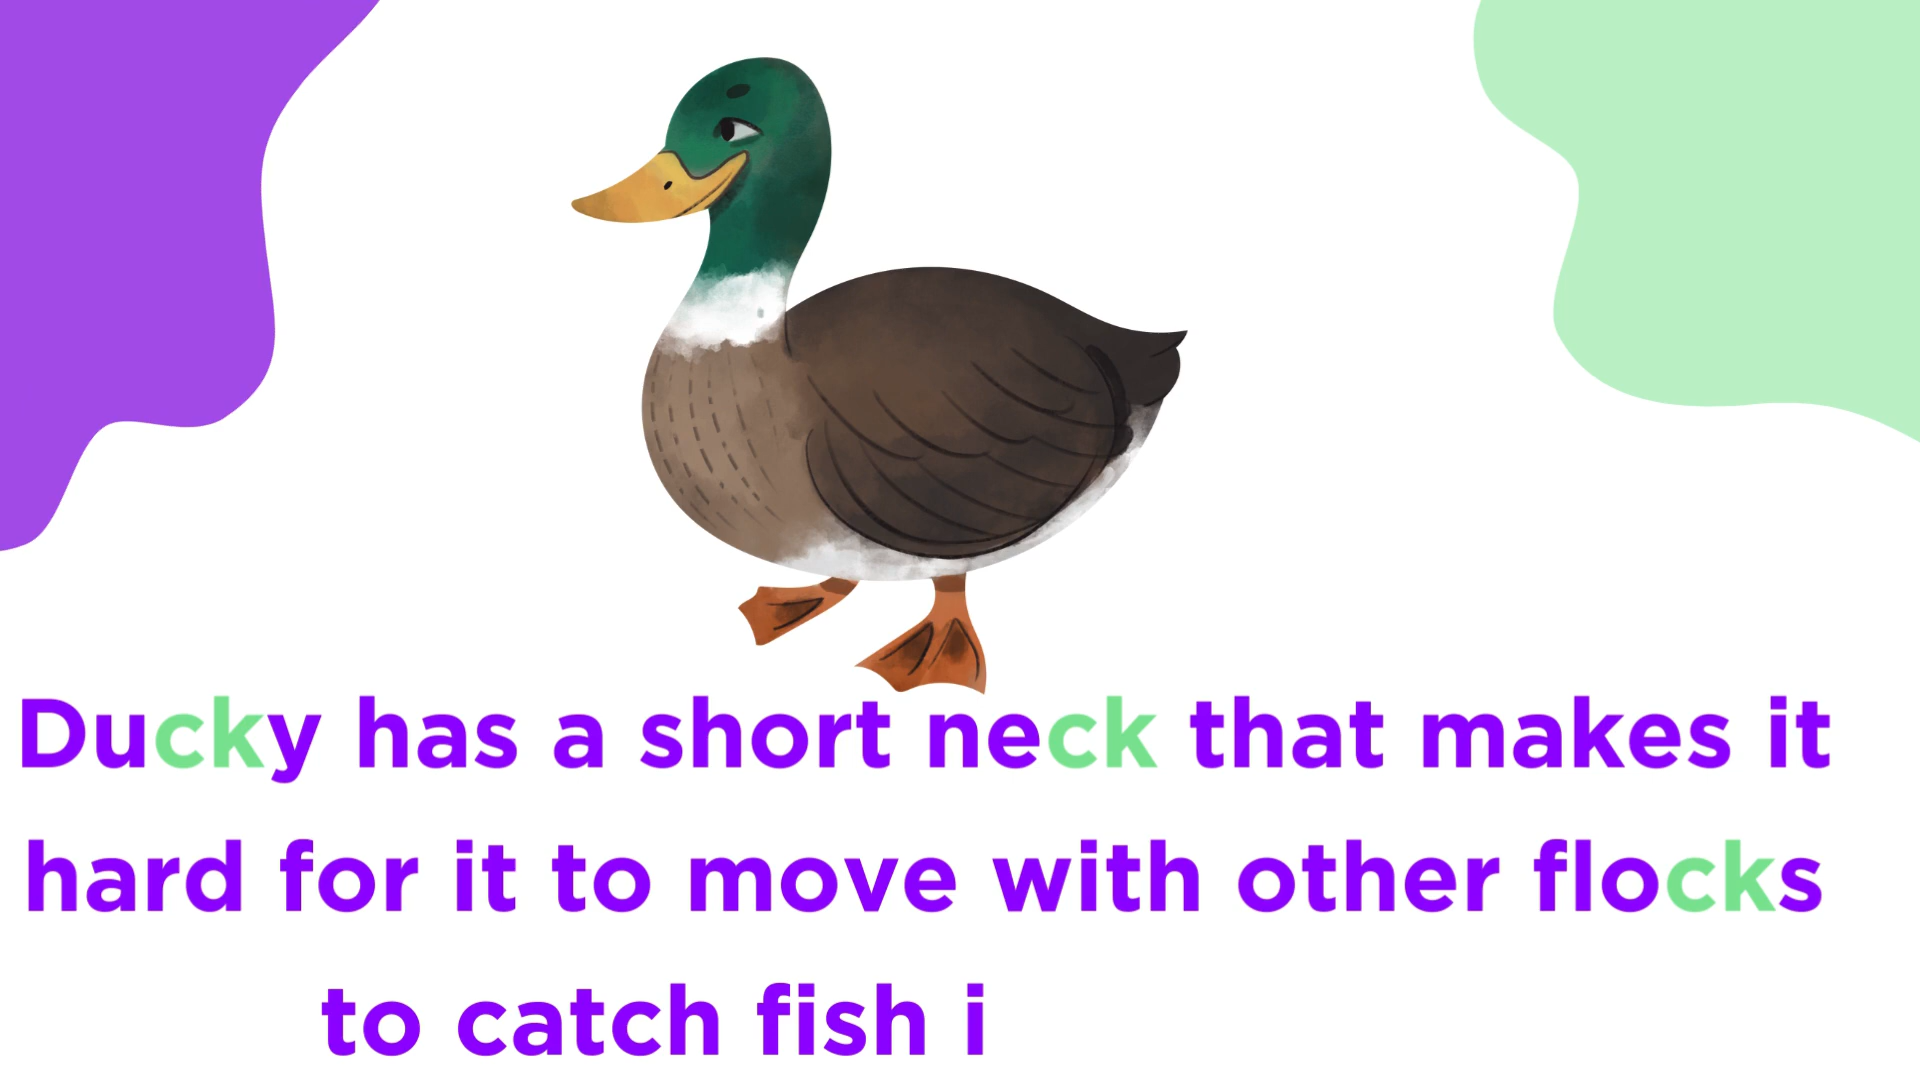 Ducky has a short neck that makes it
hard for it to move with other flocks
to catch fish i